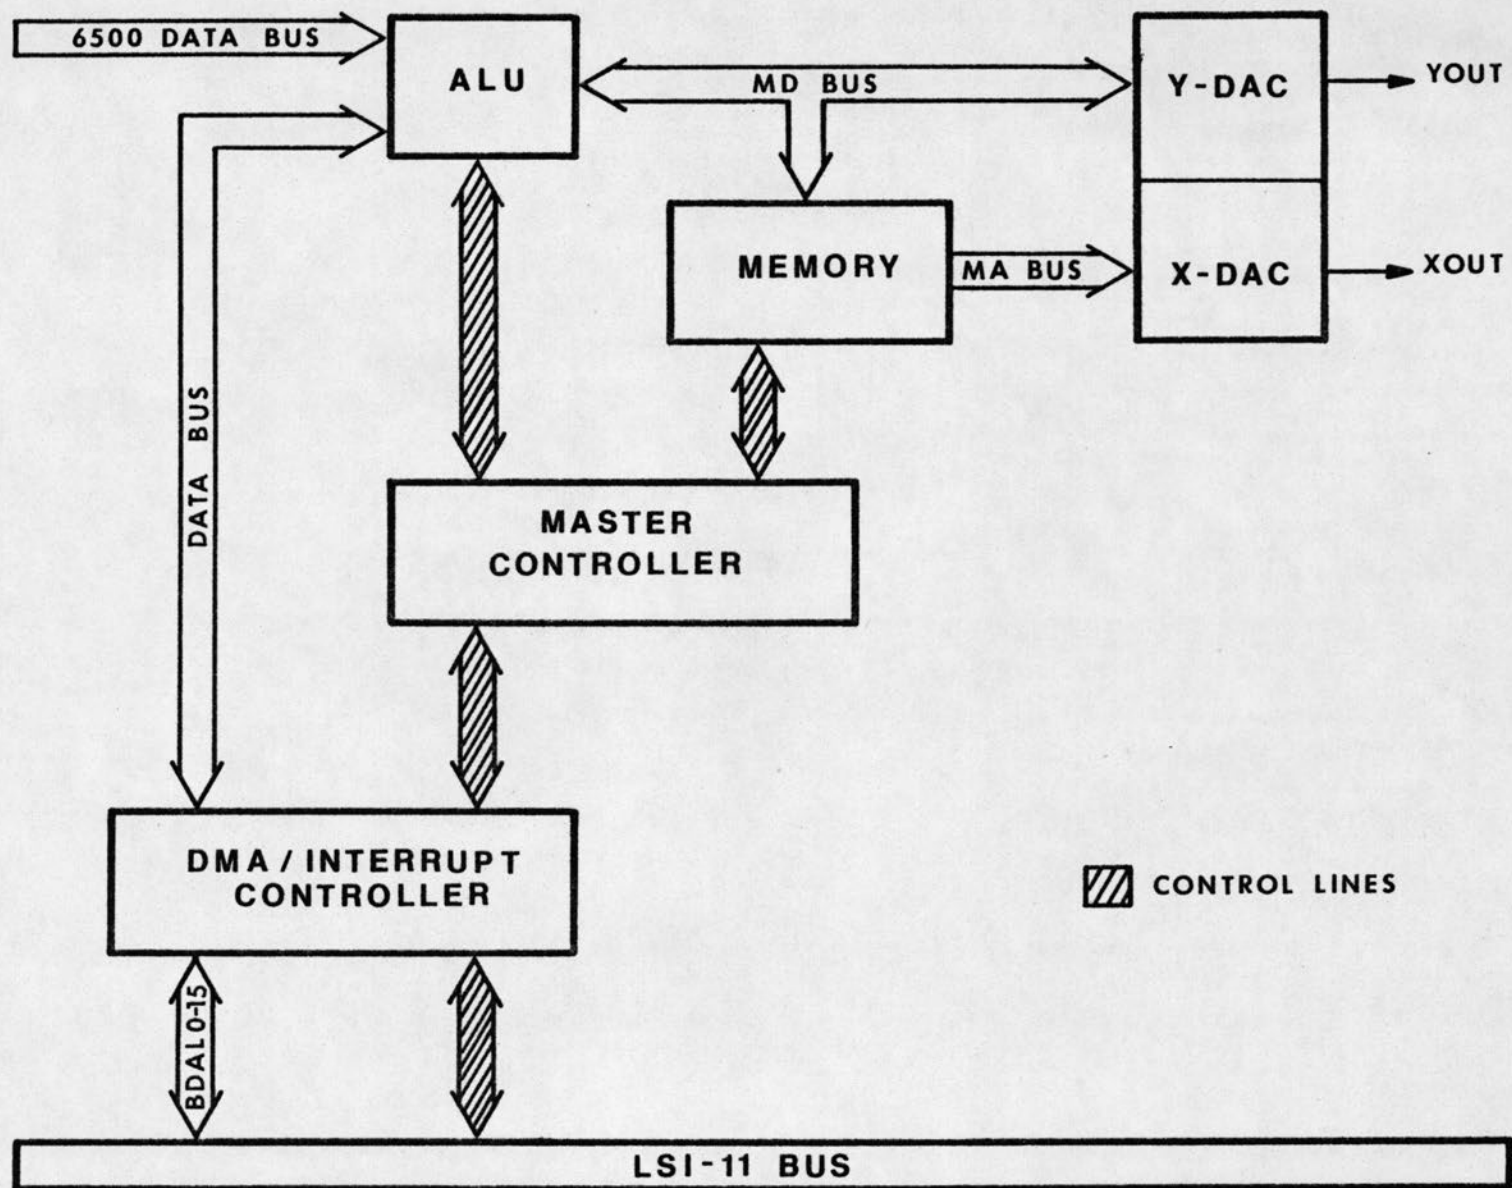 6500 DATA BUS
ALU
MD BUS
Y-DAC
YOUT
MEMORY
MA BUS
X-DAC
XOUT
DATA BUS
MASTER
CONTROLLER
DMA/INTERRUPT
CONTROLLER
CONTROL LINES
BDAL0-15
LSI-11 BUS